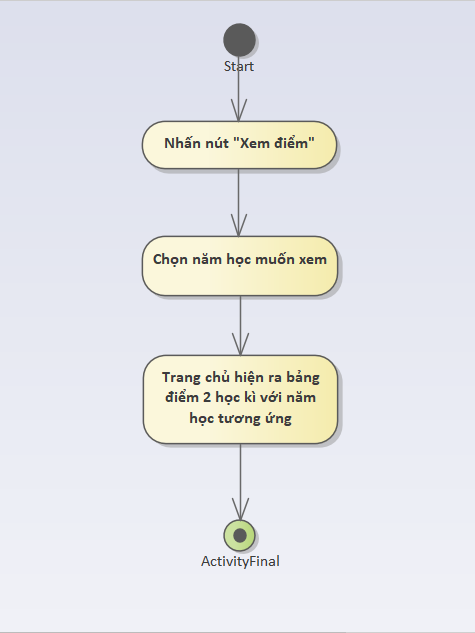 Start
Nhấn nút "Xem điểm"
Chọn năm học muốn xem
Trang chủ hiện ra bảng
điểm 2 học kì với năm
học tương ứng
ActivityFinal